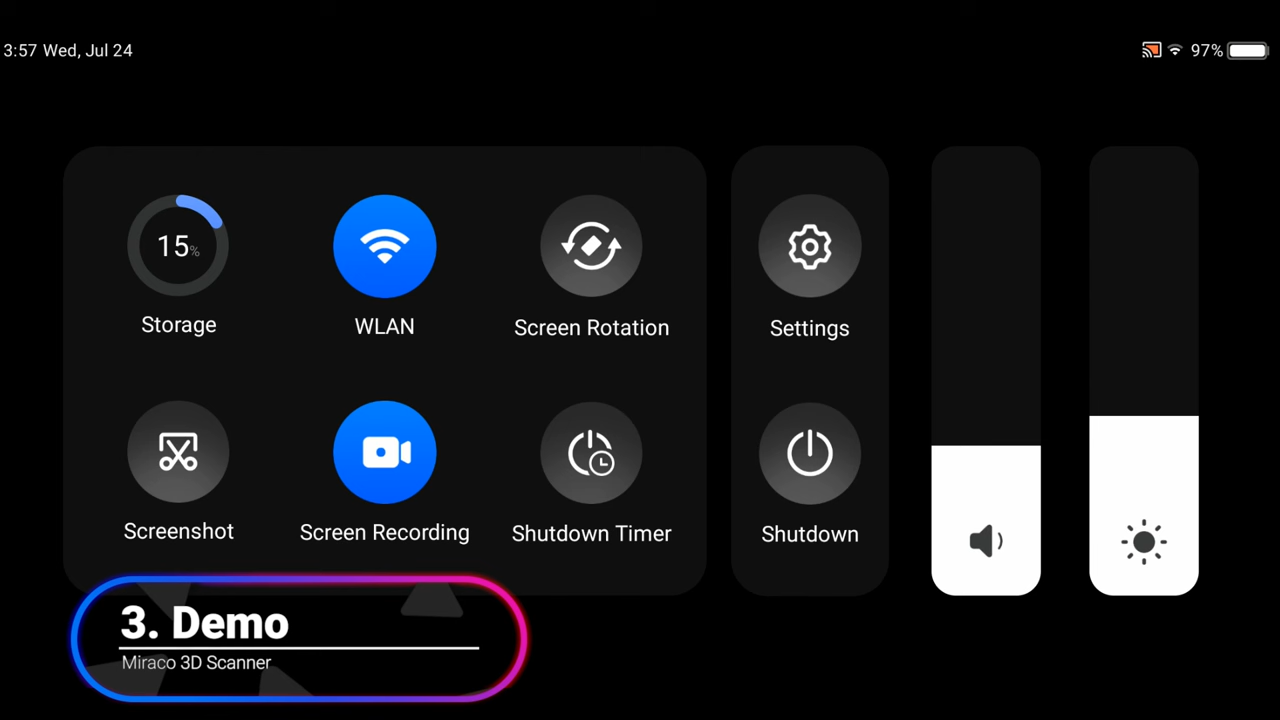 3:57 Wed, Jul 24
97%
15%
Storage
WLAN
Screen Rotation
Settings
Screenshot
Screen Recording
Shutdown Timer
Shutdown
3. Demo
Miraco 3D Scanner